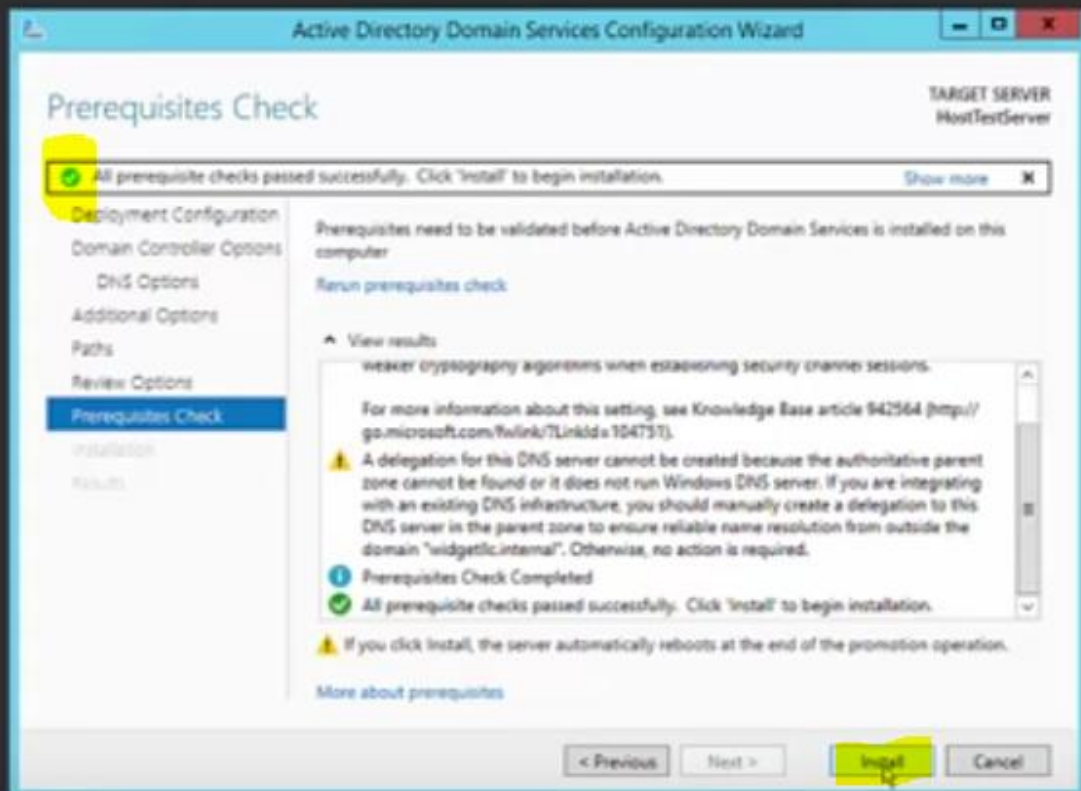 Active Directory Domain Services Configuration Wizard
Prerequisites Check
TARGET SERVER
HostTestServer
All prerequisite checks passed successfully. Click 'Install' to begin installation.
Show more
Deployment Configuration
Domain Controller Options
DNS Options
Additional Options
Paths
Review Options
Prerequisites Check
Installation
Results
Prerequisites need to be validated before Active Directory Domain Services is installed on this
computer
Rerun prerequisites check
View results
weaker cryptography algorithms when establishing security channel sessions.
For more information about this setting, see Knowledge Base article 942564 (http://
go.microsoft.com/fwlink/?LinkId=104751).
A delegation for this DNS server cannot be created because the authoritative parent
zone cannot be found or it does not run Windows DNS server. If you are integrating
with an existing DNS infrastructure, you should manually create a delegation to this
DNS server in the parent zone to ensure reliable name resolution from outside the
domain "widgetllc.internal". Otherwise, no action is required.
Prerequisites Check Completed
All prerequisite checks passed successfully. Click 'Install' to begin installation.
If you click Install, the server automatically reboots at the end of the promotion operation.
More about prerequisites
< Previous
Next >
Install
Cancel